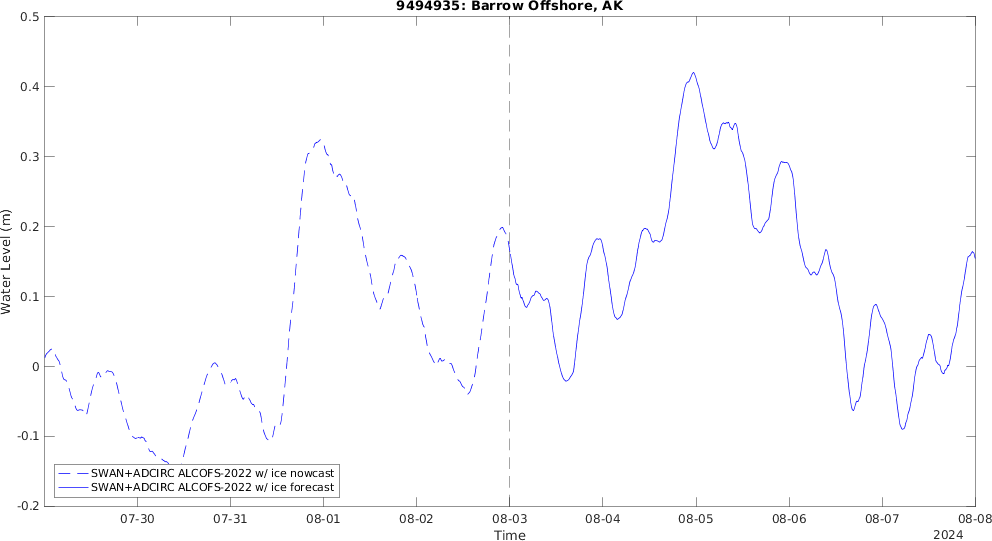 9494935: Barrow Offshore, AK
0.5
0.4
0.3
0.2
0.1
0
-0.1
-0.2
Water Level (m)
SWAN+ADCIRC ALCOFS-2022 w/ ice nowcast
SWAN+ADCIRC ALCOFS-2022 w/ ice forecast
07-30 07-31 08-01 08-02 08-03 08-04 08-05 08-06 08-07 08-08
Time
2024